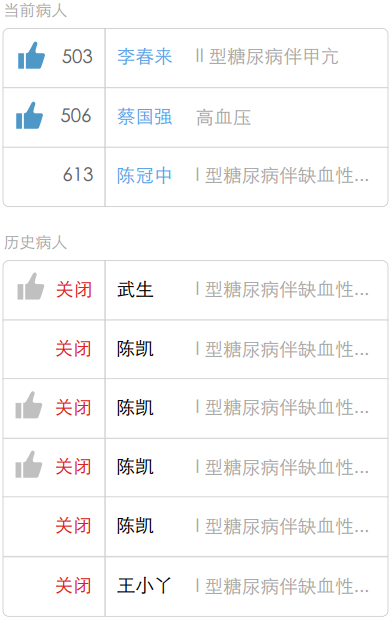 当前病人
503 李春来 II 型糖尿病伴甲亢
506 蔡国强 高血压
613 陈冠中 I 型糖尿病伴缺血性...
历史病人
关闭 武生 I 型糖尿病伴缺血性...
关闭 陈凯 I 型糖尿病伴缺血性...
关闭 陈凯 I 型糖尿病伴缺血性...
关闭 陈凯 I 型糖尿病伴缺血性...
关闭 陈凯 I 型糖尿病伴缺血性...
关闭 王小丫 I 型糖尿病伴缺血性...